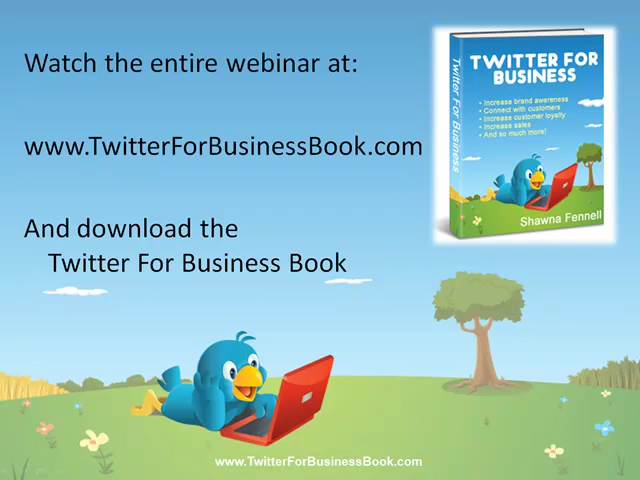 Watch the entire webinar at:
www.TwitterForBusinessBook.com
And download the
Twitter For Business Book
TWITTER FOR
BUSINESS
• Increase brand awareness
• Connect with customers
• Increase customer loyalty
• Increase sales
• And so much more!
Twitter For Business
Shawna Fennell
www.TwitterForBusinessBook.com